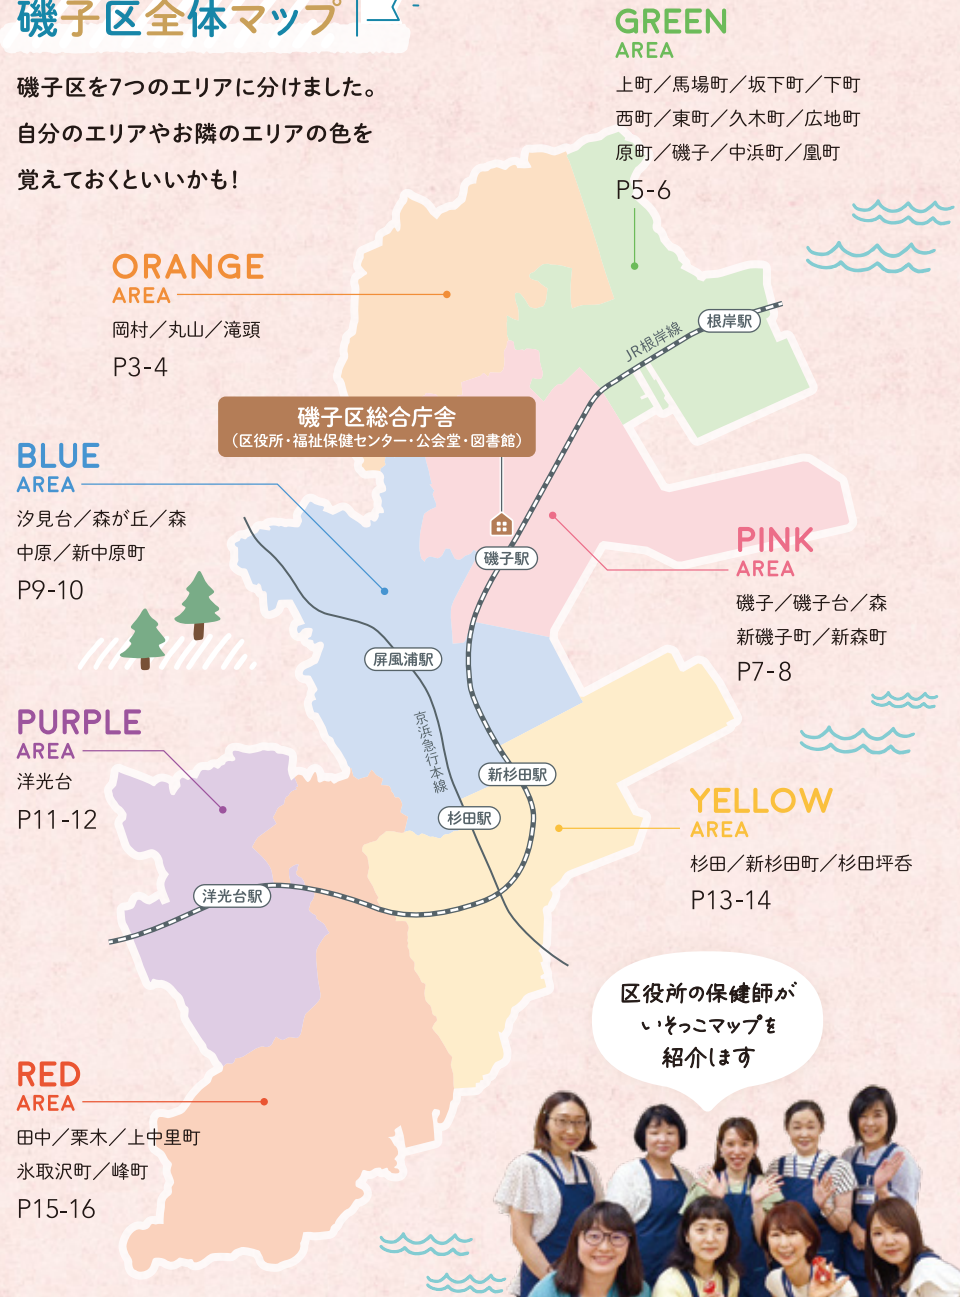 磯子区全体マップ
磯子区を7つのエリアに分けました。
自分のエリアやお隣のエリアの色を
覚えておくといいかも!
GREEN
AREA
上町／馬場町／坂下町／下町
西町／東町／久木町／広地町
原町／磯子／中浜町／凰町
P5-6
ORANGE
AREA
岡村／丸山／滝頭
P3-4
根岸駅
JR根岸線
磯子区総合庁舎
（区役所・福祉保健センター・公会堂・図書館）
BLUE
AREA
汐見台／森が丘／森
中原／新中原町
P9-10
磯子駅
PINK
AREA
磯子／磯子台／森
新磯子町／新森町
P7-8
屏風浦駅
京浜急行本線
PURPLE
AREA
洋光台
P11-12
新杉田駅
杉田駅
YELLOW
AREA
杉田／新杉田町／杉田坪呑
P13-14
洋光台駅
区役所の保健師が
いそっこマップを
紹介します
RED
AREA
田中／栗木／上中里町
氷取沢町／峰町
P15-16